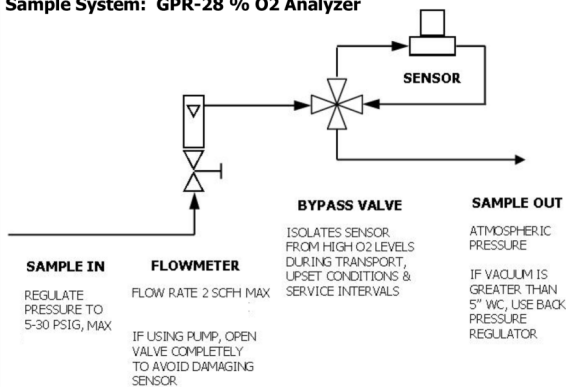 Sample System: GPR-28 % O2 Analyzer
SENSOR
SAMPLE IN
REGULATE
PRESSURE TO
5-30 PSIG, MAX
FLOWMETER
FLOW RATE 2 SCFH MAX
IF USING PUMP, OPEN
VALVE COMPLETELY
TO AVOID DAMAGING
SENSOR
BYPASS VALVE
ISOLATES SENSOR
FROM HIGH O2 LEVELS
DURING TRANSPORT,
UPSET CONDITIONS &
SERVICE INTERVALS
SAMPLE OUT
ATMOSPHERIC
PRESSURE
IF VACUUM IS
GREATER THAN
5" WC, USE BACK
PRESSURE
REGULATOR